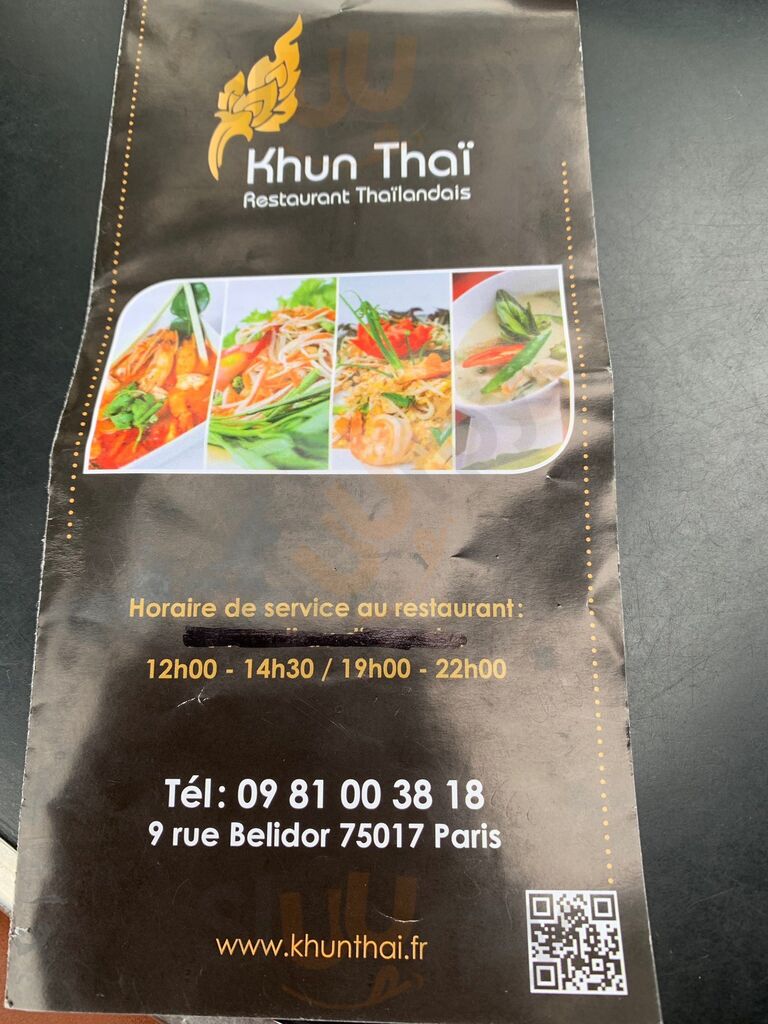 Khun Thaï
Restaurant Thaïlandais
Horaire de service au restaurant:
12h00 - 14h30 / 19h00 - 22h00
Tél: 09 81 00 38 18
9 rue Belidor 75017 Paris
www.khunthai.fr